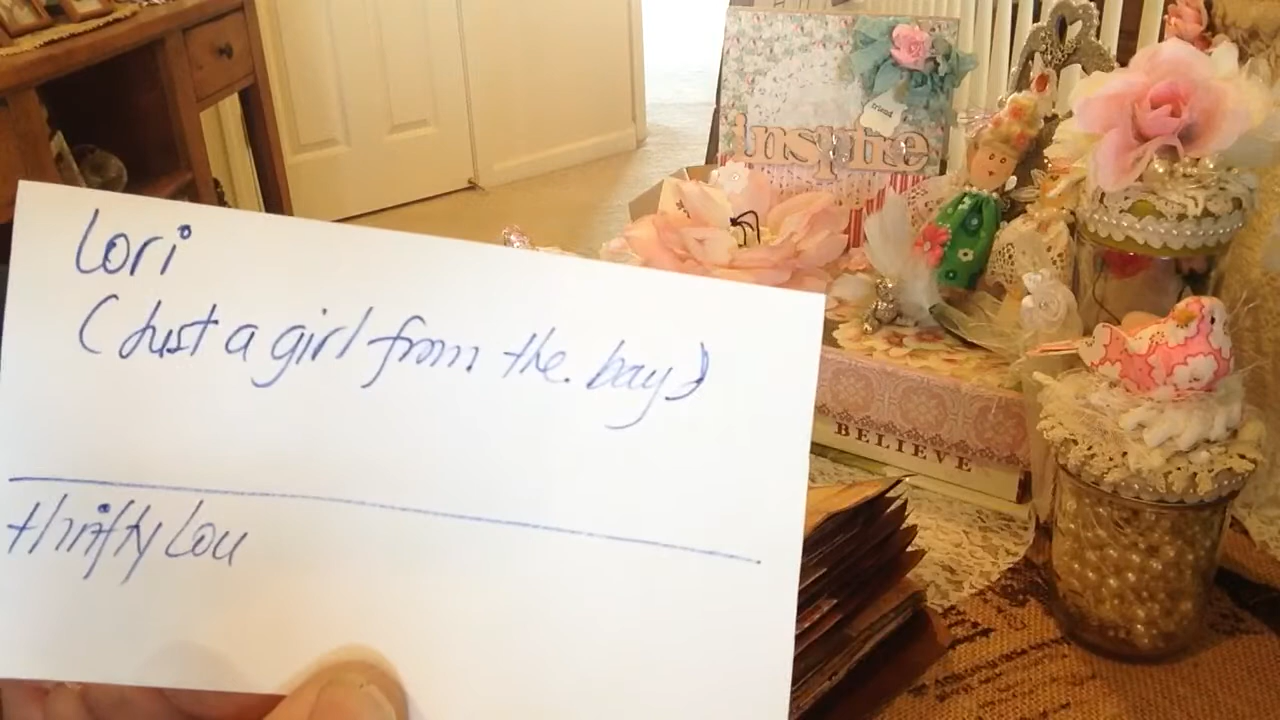 Lori
(Just a girl from the bay)
thrifty Lou
friend
inspire
BELIEVE